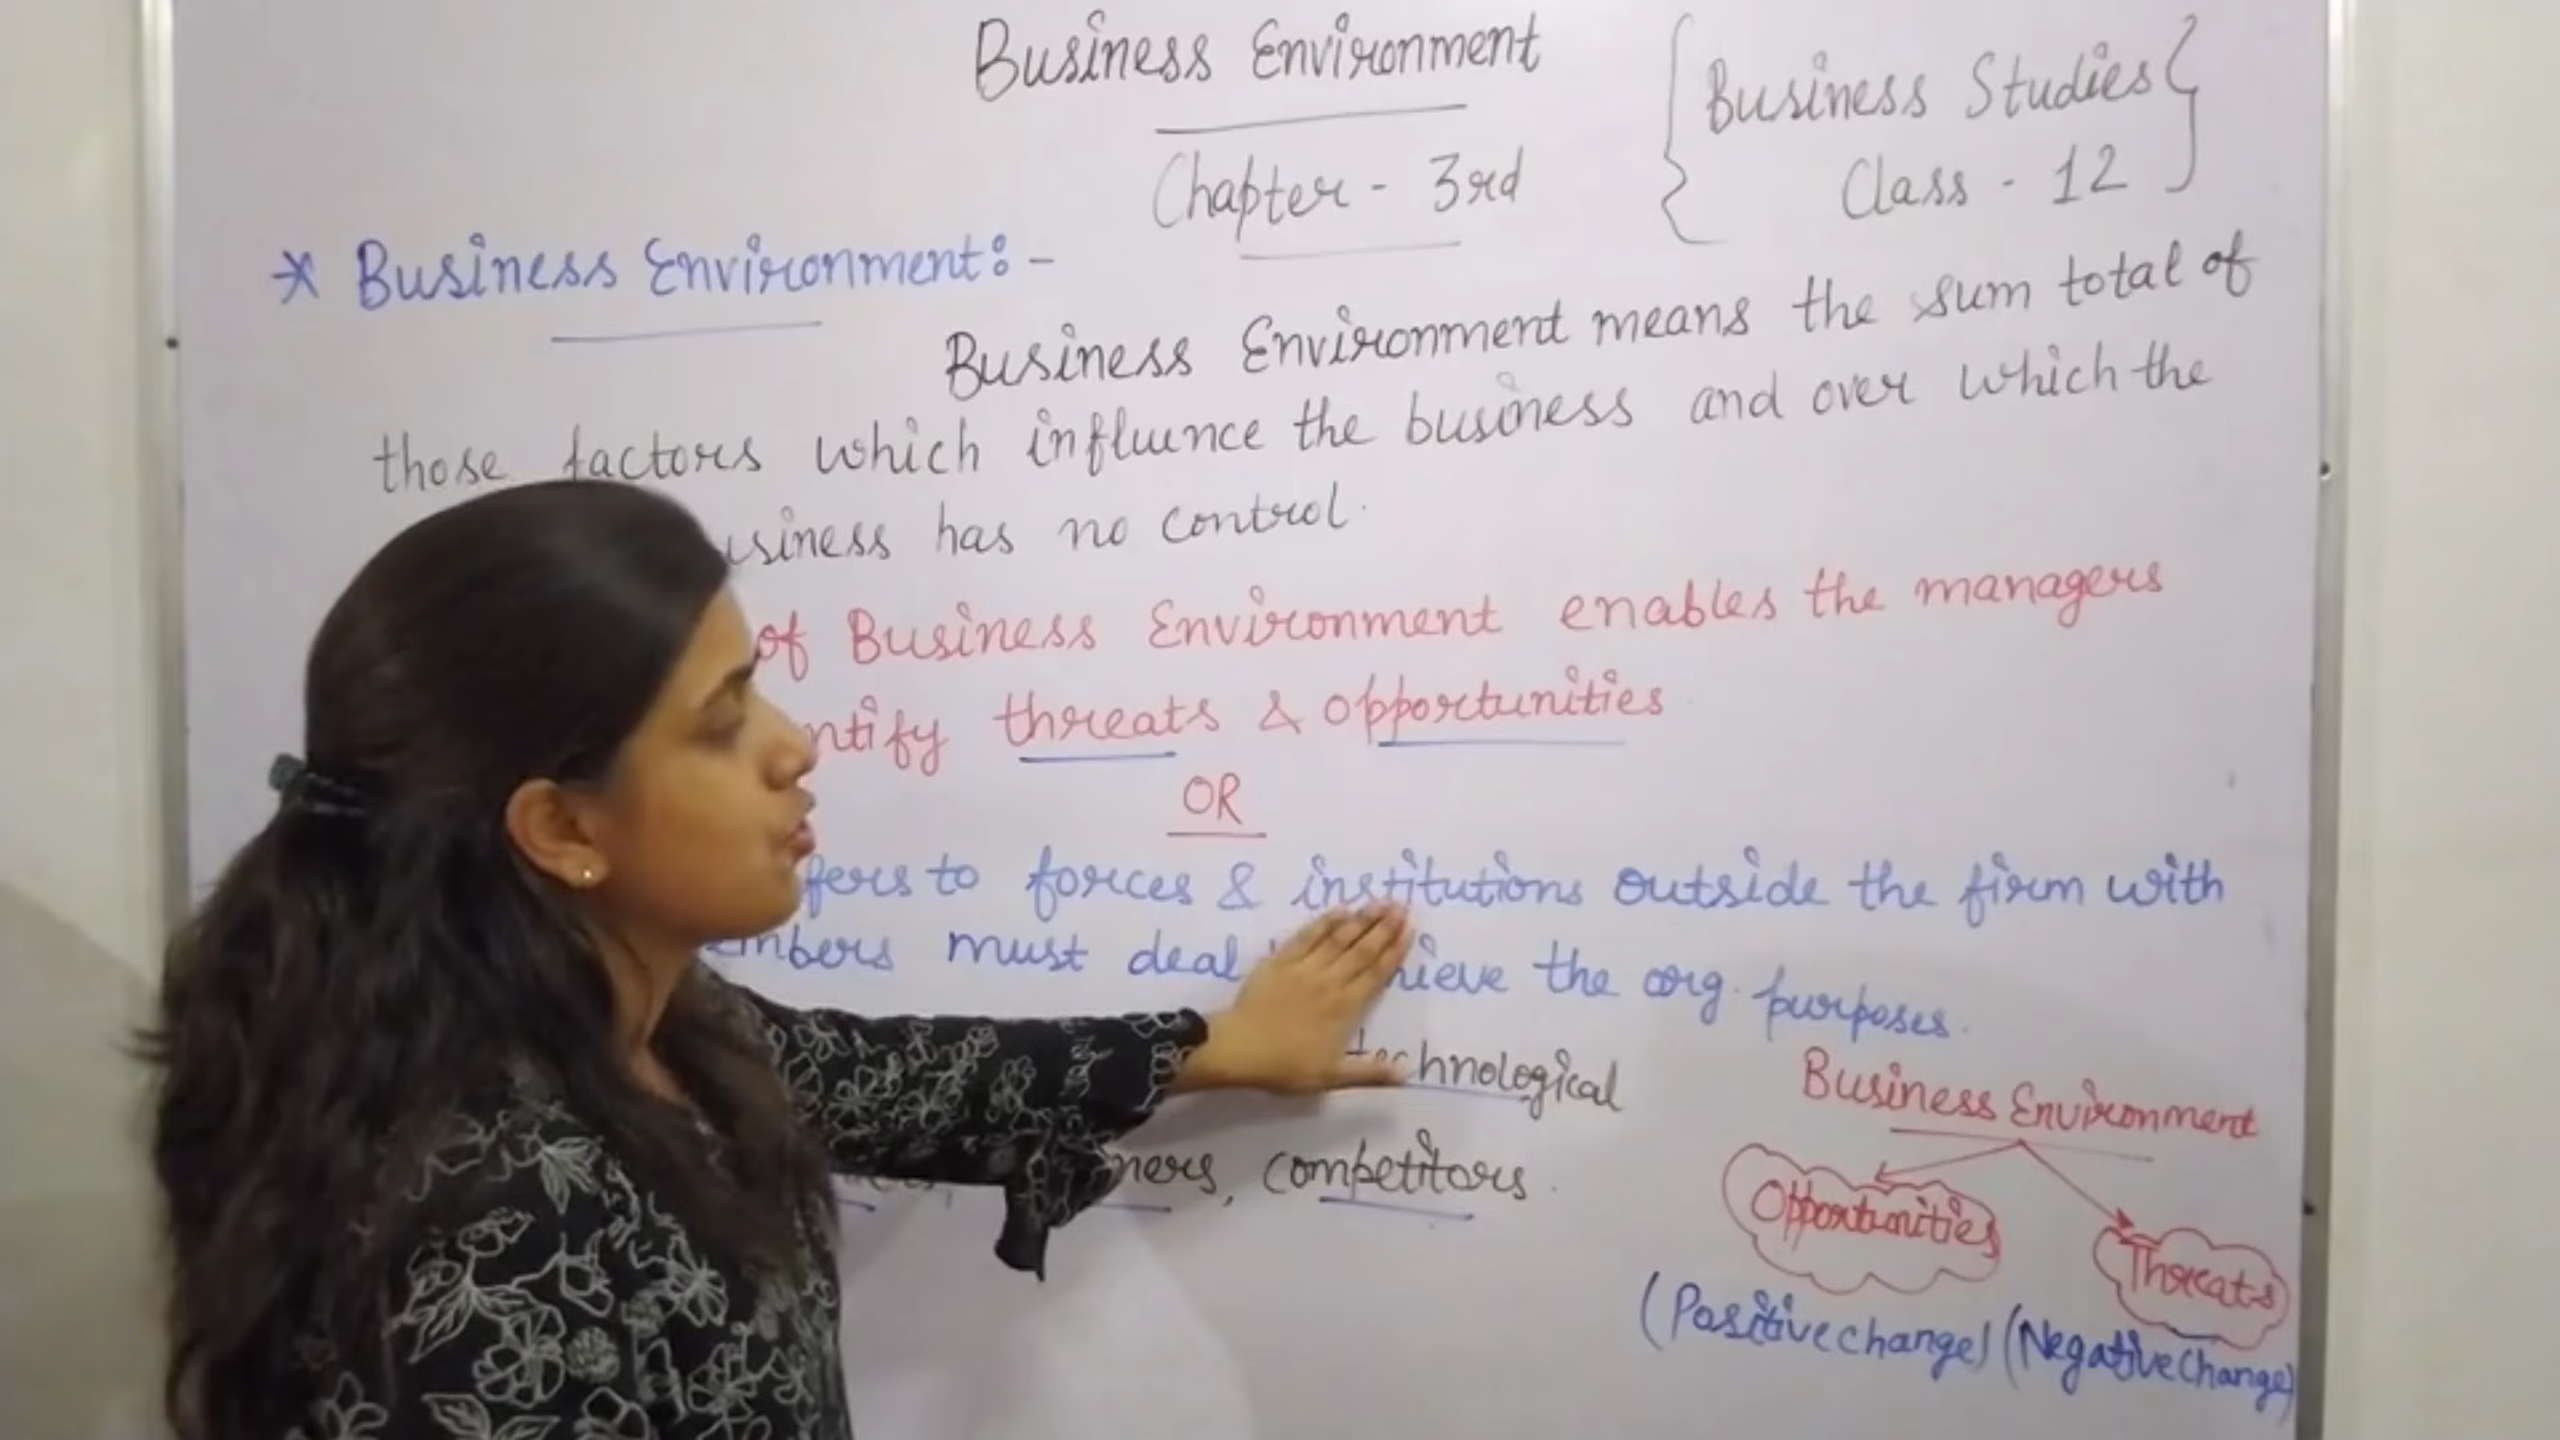 Business Environment
Chapter - 3rd
{Business Studies}
Class - 12
* Business Environment:-
Business Environment means the sum total of
those factors which influence the business and over which the
has no control.
of Business Environment enables the managers
threats & opportunities
OR
to forces & institutions outside the firm with
must deal the org. purposes.
technological
competitors.
Business Environment
Opportunities Threats
(Positive change) (Negative change)